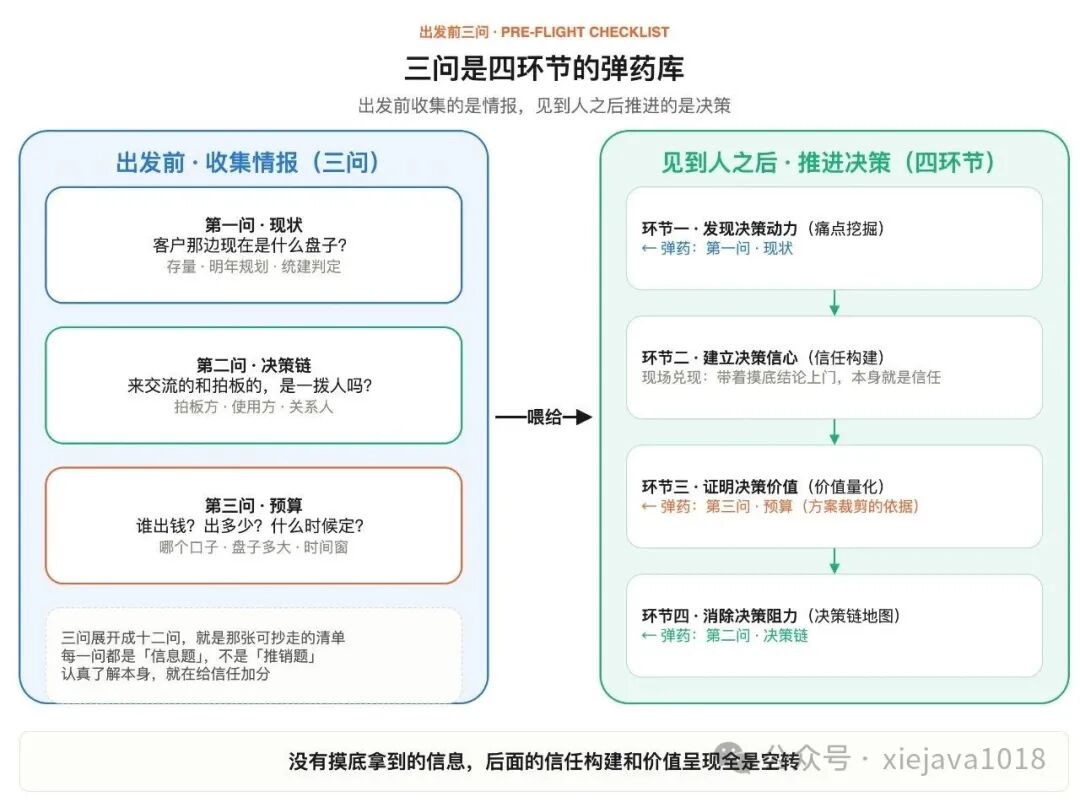 出发前三问 · PRE-FLIGHT CHECKLIST
三问是四环节的弹药库
出发前收集的是情报，见到人之后推进的是决策
出发前 · 收集情报（三问）
第一问 · 现状
客户那边现在是什么盘子？
存量 · 明年规划 · 统建判定
第二问 · 决策链
来交流的和拍板的，是一拨人吗？
拍板方 · 使用方 · 关系人
第三问 · 预算
谁出钱？出多少？什么时候定？
哪个口子 · 盘子多大 · 时间窗
三问展开成十二问，就是那张可抄走的清单
每一问都是「信息题」，不是「推销题」
认真了解本身，就在给信任加分
喂给
见到人之后 · 推进决策（四环节）
环节一 · 发现决策动力（痛点挖掘）
← 弹药：第一问 · 现状
环节二 · 建立决策信心（信任构建）
现场兑现：带着摸底结论上门，本身就是信任
环节三 · 证明决策价值（价值量化）
← 弹药：第三问 · 预算（方案裁剪的依据）
环节四 · 消除决策阻力（决策链地图）
← 弹药：第二问 · 决策链
没有摸底拿到的信息，后面的信任构建和价值呈现全是空转
公众号 · xiejava1018